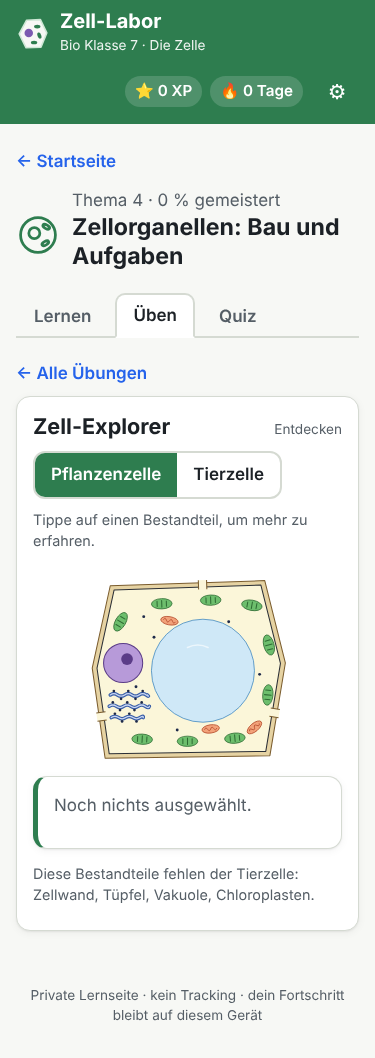 Zell-Labor
Bio Klasse 7 · Die Zelle
⭐ 0 XP
🔥 0 Tage
← Startseite
Thema 4 · 0 % gemeistert
Zellorganellen: Bau und
Aufgaben
Lernen
Üben
Quiz
← Alle Übungen
Zell-Explorer
Entdecken
Pflanzenzelle
Tierzelle
Tippe auf einen Bestandteil, um mehr zu
erfahren.
Noch nichts ausgewählt.
Diese Bestandteile fehlen der Tierzelle:
Zellwand, Tüpfel, Vakuole, Chloroplasten.
Private Lernseite · kein Tracking · dein Fortschritt
bleibt auf diesem Gerät